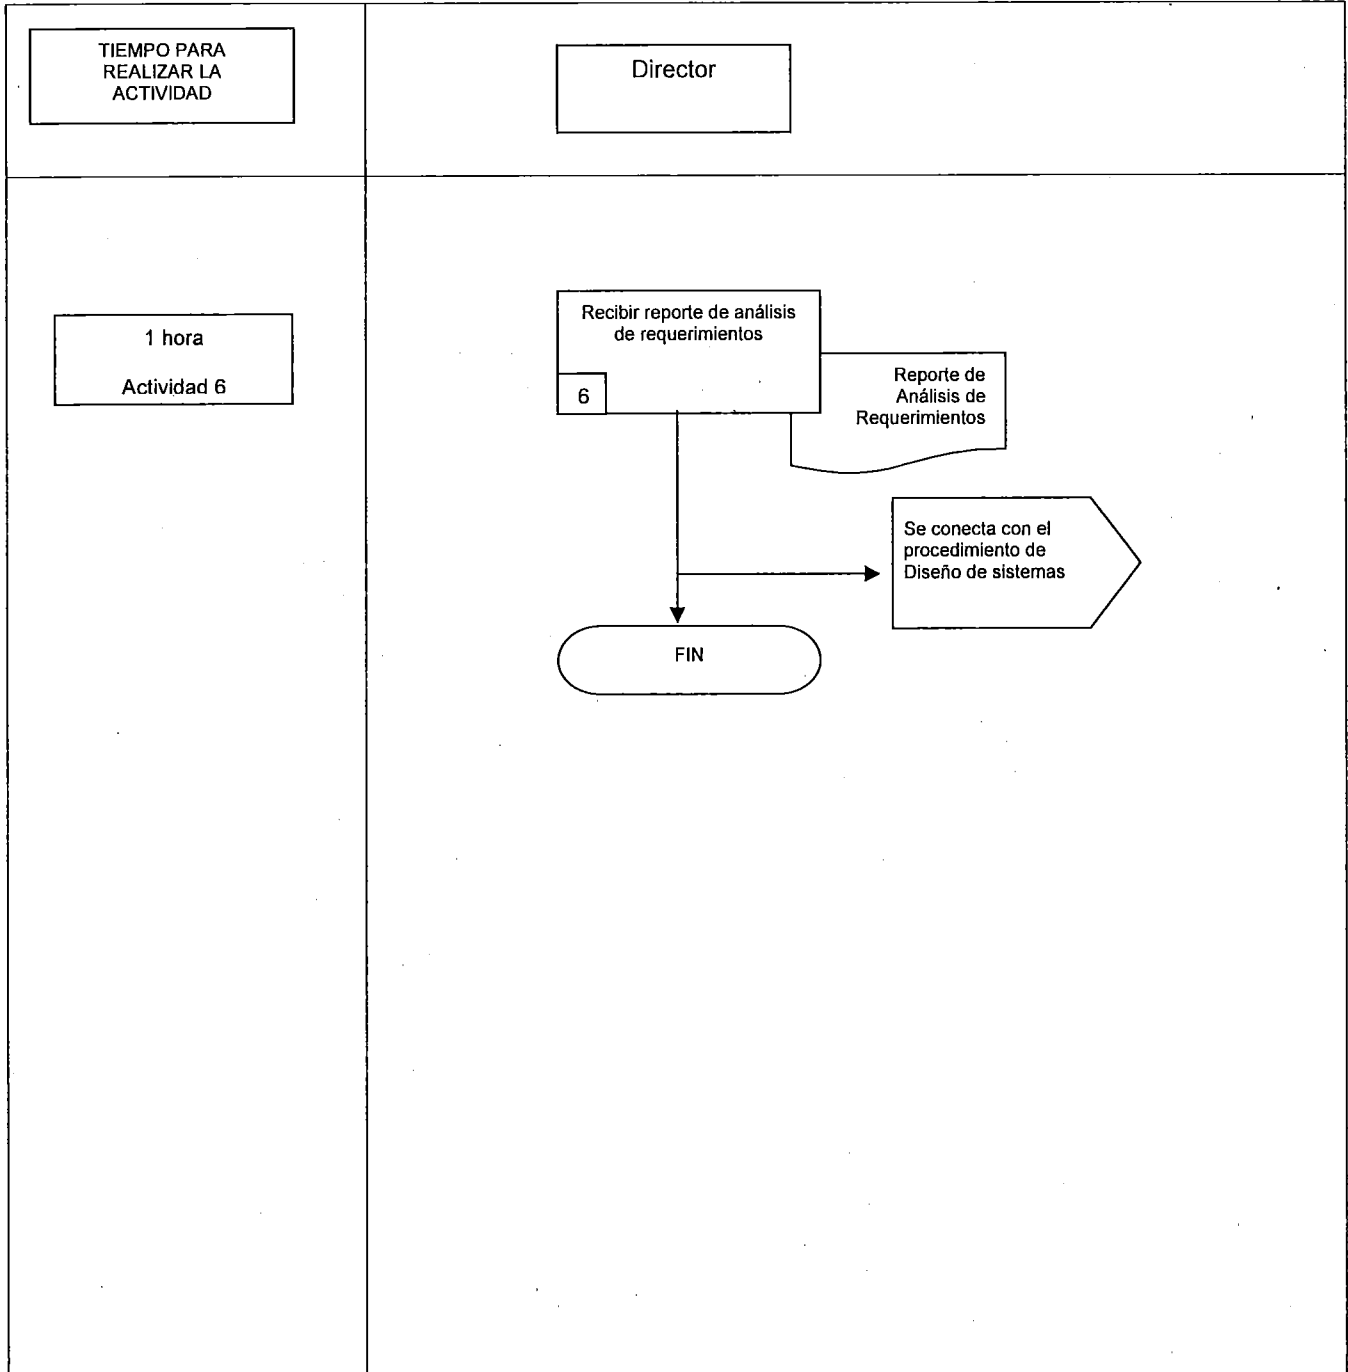 TIEMPO PARA
REALIZAR LA
ACTIVIDAD
Director
1 hora
Actividad 6
Recibir reporte de análisis
de requerimientos
6
Reporte de
Análisis de
Requerimientos
Se conecta con el
procedimiento de
Diseño de sistemas
FIN